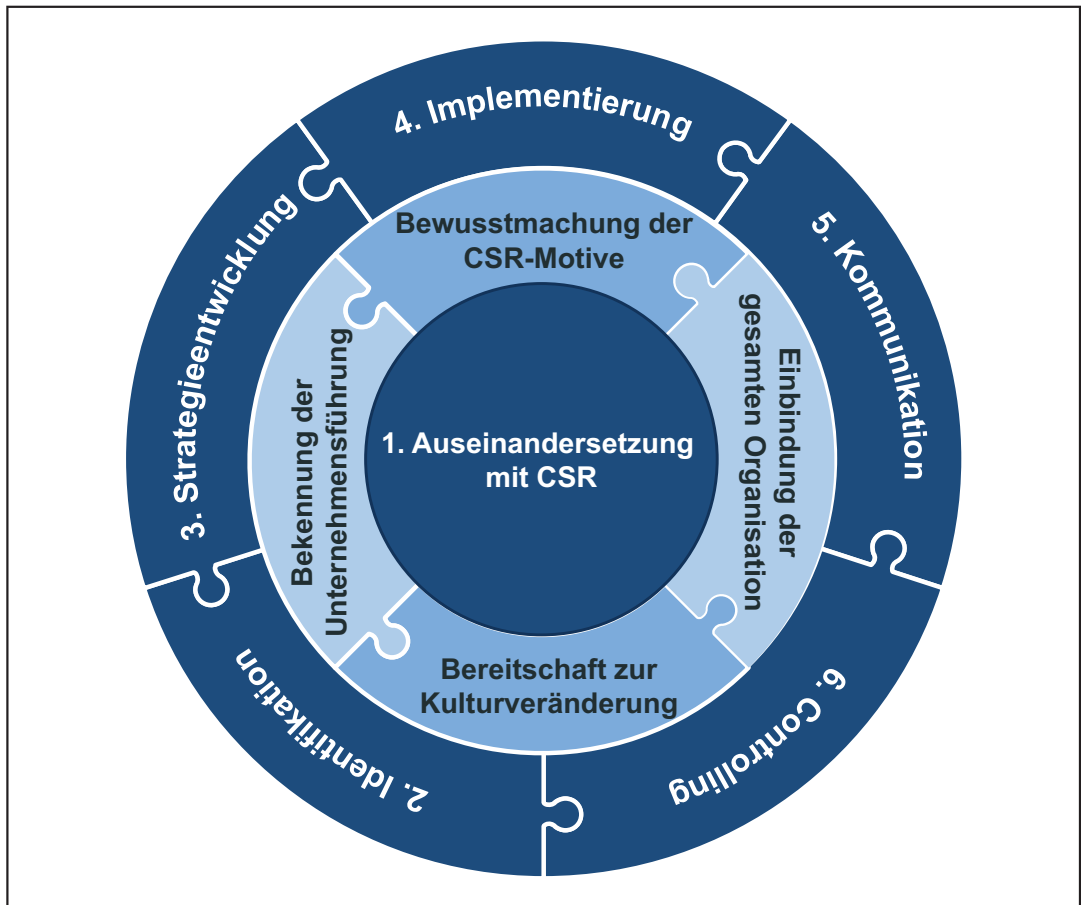 4. Implementierung
5. Kommunikation
6. Controlling
2. Identifikation
3. Strategieentwicklung
Bewusstmachung der
CSR-Motive
Einbindung der
gesamten Organisation
Bereitschaft zur
Kulturveränderung
Bekennung der
Unternehmensführung
1. Auseinandersetzung
mit CSR